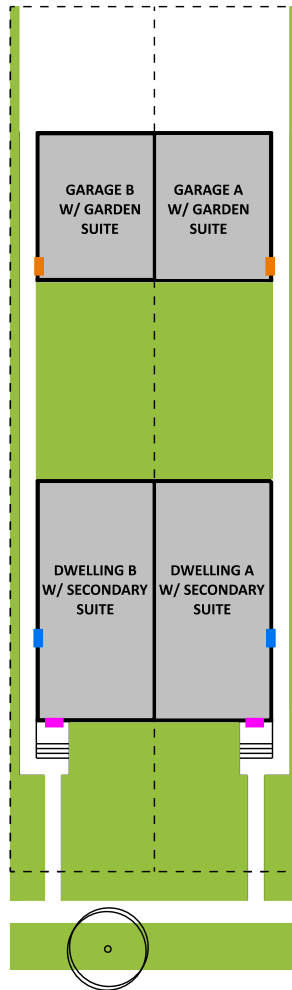 GARAGE B
W/ GARDEN
SUITE
GARAGE A
W/ GARDEN
SUITE
DWELLING B
W/ SECONDARY
SUITE
DWELLING A
W/ SECONDARY
SUITE